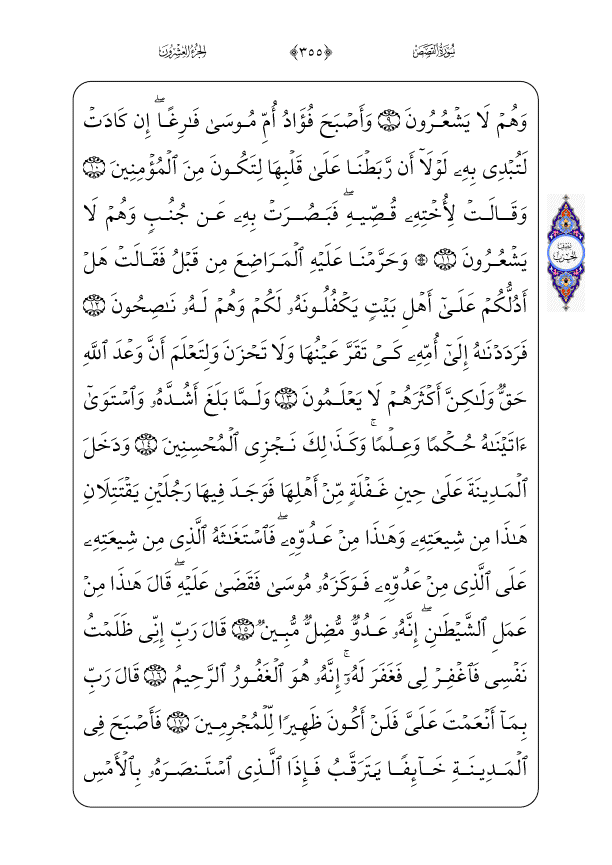 سُورَةُ القَصَصِ ﴿٣٥٥﴾ الجُزْءُ العِشْرُونَ
وَهُمۡ لَا يَشۡعُرُونَ ٩ وَأَصۡبَحَ فُؤَادُ أُمِّ مُوسَىٰ فَٰرِغًاۖ إِن كَادَتۡ
لَتُبۡدِي بِهِۦ لَوۡلَآ أَن رَّبَطۡنَا عَلَىٰ قَلۡبِهَا لِتَكُونَ مِنَ ٱلۡمُؤۡمِنِينَ ١٠
وَقَالَتۡ لِأُخۡتِهِۦ قُصِّيهِۖ فَبَصُرَتۡ بِهِۦ عَن جُنُبٖ وَهُمۡ لَا
يَشۡعُرُونَ ١١ ۞ وَحَرَّمۡنَا عَلَيۡهِ ٱلۡمَرَاضِعَ مِن قَبۡلُ فَقَالَتۡ هَلۡ
أَدُلُّكُمۡ عَلَىٰٓ أَهۡلِ بَيۡتٖ يَكۡفُلُونَهُۥ لَكُمۡ وَهُمۡ لَهُۥ نَٰصِحُونَ ١٢
فَرَدَدۡنَٰهُ إِلَىٰٓ أُمِّهِۦ كَيۡ تَقَرَّ عَيۡنُهَا وَلَا تَحۡزَنَ وَلِتَعۡلَمَ أَنَّ وَعۡدَ ٱللَّهِ
حَقّٞ وَلَٰكِنَّ أَكۡثَرَهُمۡ لَا يَعۡلَمُونَ ١٣ وَلَمَّا بَلَغَ أَشُدَّهُۥ وَٱسۡتَوَىٰٓ
ءَاتَيۡنَٰهُ حُكۡمٗا وَعِلۡمٗاۚ وَكَذَٰلِكَ نَجۡزِي ٱلۡمُحۡسِنِينَ ١٤ وَدَخَلَ
ٱلۡمَدِينَةَ عَلَىٰ حِينِ غَفۡلَةٖ مِّنۡ أَهۡلِهَا فَوَجَدَ فِيهَا رَجُلَيۡنِ يَقۡتَتِلَانِ
هَٰذَا مِن شِيعَتِهِۦ وَهَٰذَا مِنۡ عَدُوِّهِۦۖ فَٱسۡتَغَٰثَهُ ٱلَّذِي مِن شِيعَتِهِۦ
عَلَى ٱلَّذِي مِنۡ عَدُوِّهِۦ فَوَكَزَهُۥ مُوسَىٰ فَقَضَىٰ عَلَيۡهِۖ قَالَ هَٰذَا مِنۡ
عَمَلِ ٱلشَّيۡطَٰنِۖ إِنَّهُۥ عَدُوّٞ مُّضِلّٞ مُّبِينٞ ١٥ قَالَ رَبِّ إِنِّي ظَلَمۡتُ
نَفۡسِي فَٱغۡفِرۡ لِي فَغَفَرَ لَهُۥٓۚ إِنَّهُۥ هُوَ ٱلۡغَفُورُ ٱلرَّحِيمُ ١٦ قَالَ رَبِّ
بِمَآ أَنۡعَمۡتَ عَلَيَّ فَلَنۡ أَكُونَ ظَهِيرٗا لِّلۡمُجۡرِمِينَ ١٧ فَأَصۡبَحَ فِي
ٱلۡمَدِينَةِ خَآئِفٗا يَتَرَقَّبُ فَإِذَا ٱلَّذِي ٱسۡتَنصَرَهُۥ بِٱلۡأَمۡسِ